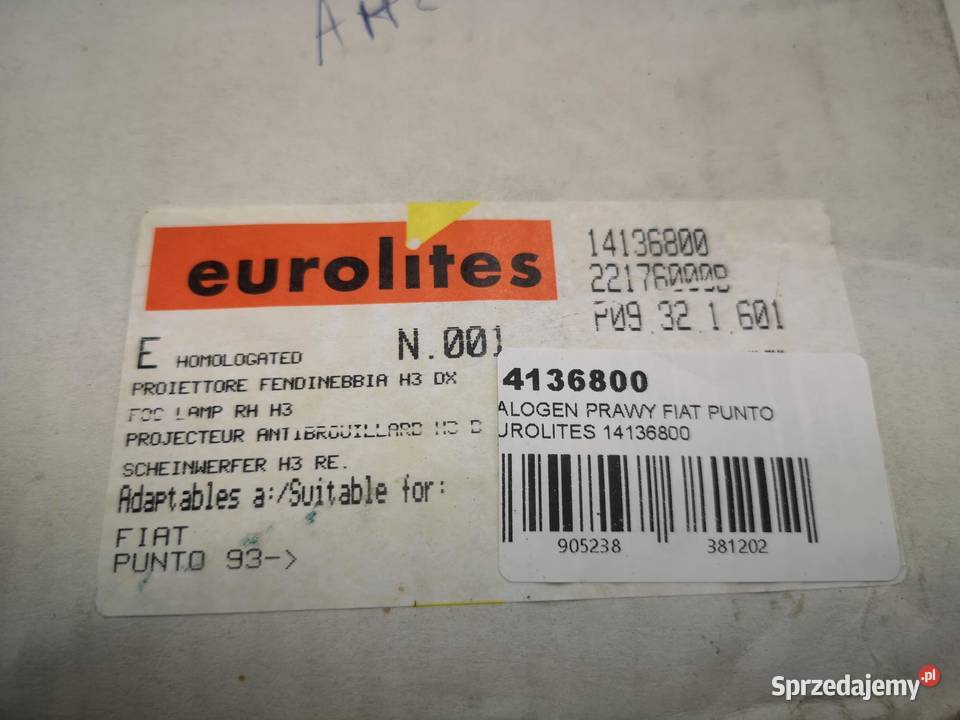 eurolites
14136800
P09.32.1.601
E HOMOLOGATED N.001
PROIETTORE FENDINEBBIA H3 DX
FOG LAMP RH H3
PROJECTEUR ANTIBROUILLARD H3 D
SCHEINWERFER H3 RE.
Adaptables a:/Suitable for:
FIAT
PUNTO 93->
4136800
ALOGEN PRAWY FIAT PUNTO
UROLITES 14136800
905238 381202
Sprzedajemy.pl